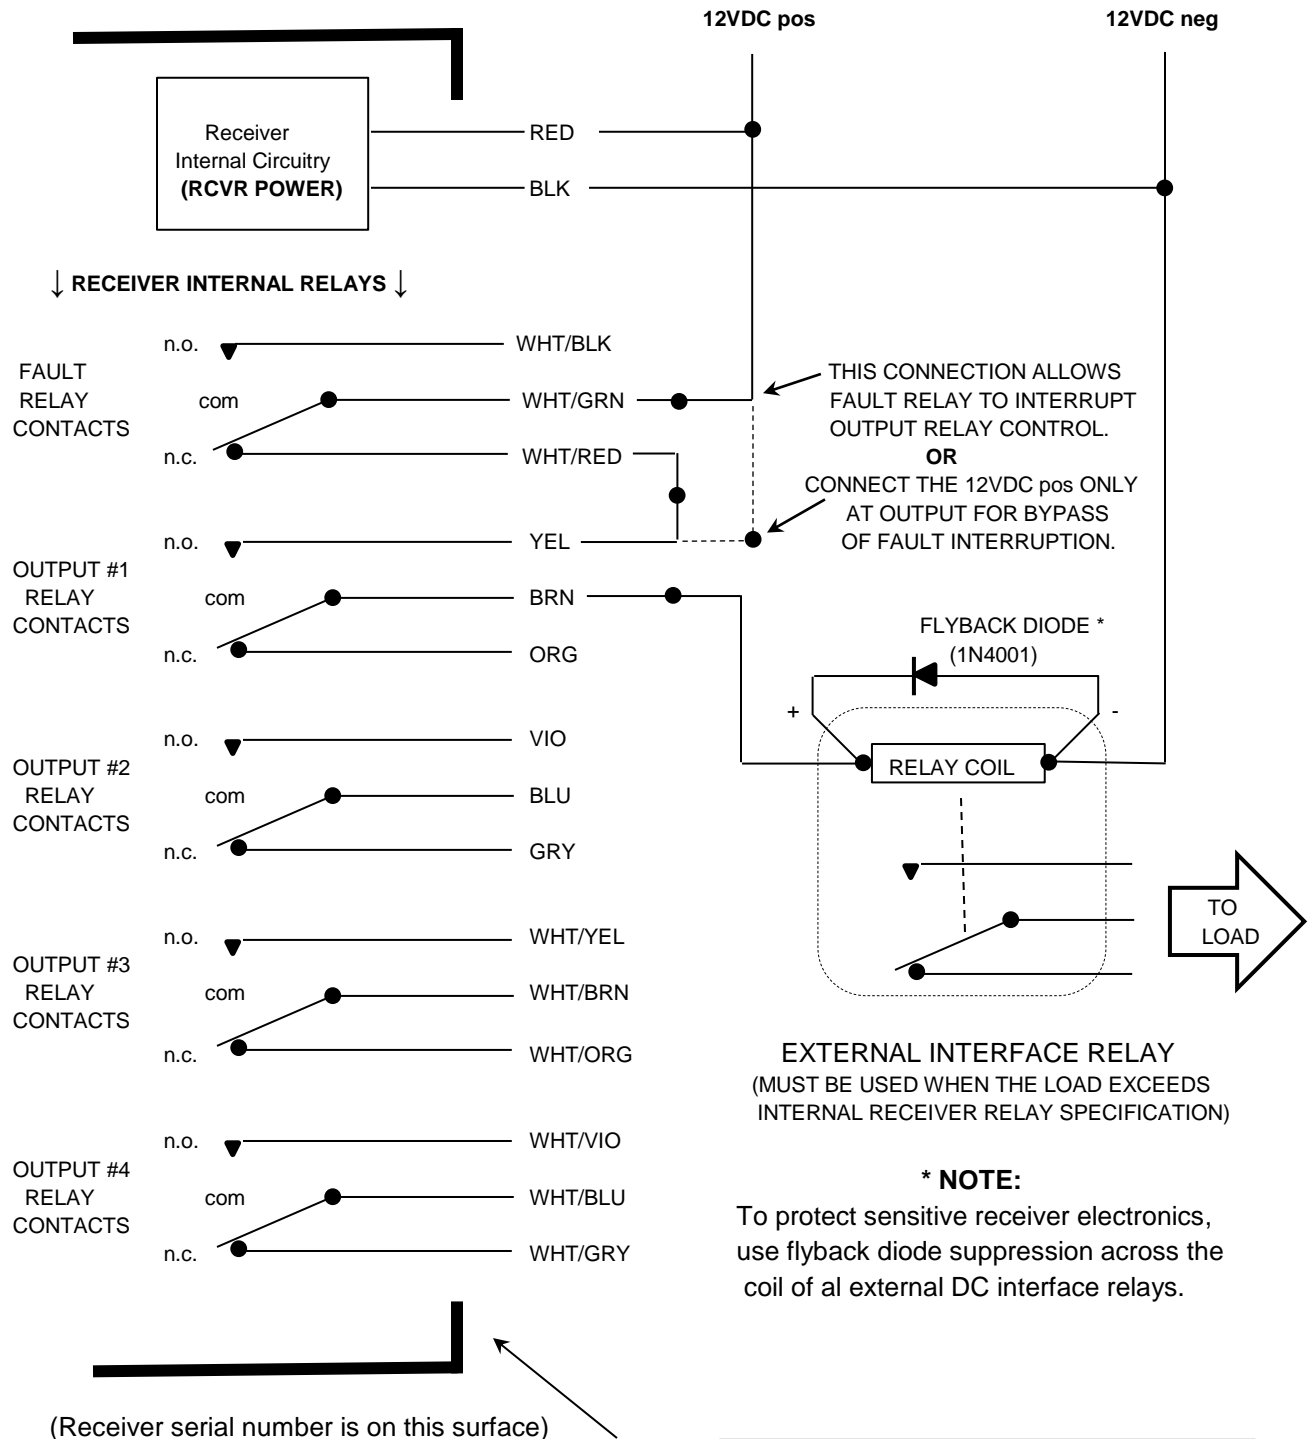 12VDC pos
12VDC neg
Receiver
Internal Circuitry
(RCVR POWER)
RED
BLK
↓ RECEIVER INTERNAL RELAYS ↓
FAULT
RELAY
CONTACTS
n.o.
com
n.c.
WHT/BLK
WHT/GRN
WHT/RED
THIS CONNECTION ALLOWS
FAULT RELAY TO INTERRUPT
OUTPUT RELAY CONTROL.
OR
CONNECT THE 12VDC pos ONLY
AT OUTPUT FOR BYPASS
OF FAULT INTERRUPTION.
OUTPUT #1
RELAY
CONTACTS
n.o.
com
n.c.
YEL
BRN
ORG
FLYBACK DIODE *
(1N4001)
+
-
RELAY COIL
OUTPUT #2
RELAY
CONTACTS
n.o.
com
n.c.
VIO
BLU
GRY
TO
LOAD
OUTPUT #3
RELAY
CONTACTS
n.o.
com
n.c.
WHT/YEL
WHT/BRN
WHT/ORG
EXTERNAL INTERFACE RELAY
(MUST BE USED WHEN THE LOAD EXCEEDS
INTERNAL RECEIVER RELAY SPECIFICATION)
OUTPUT #4
RELAY
CONTACTS
n.o.
com
n.c.
WHT/VIO
WHT/BLU
WHT/GRY
* NOTE:
To protect sensitive receiver electronics,
use flyback diode suppression across the
coil of al external DC interface relays.
(Receiver serial number is on this surface)